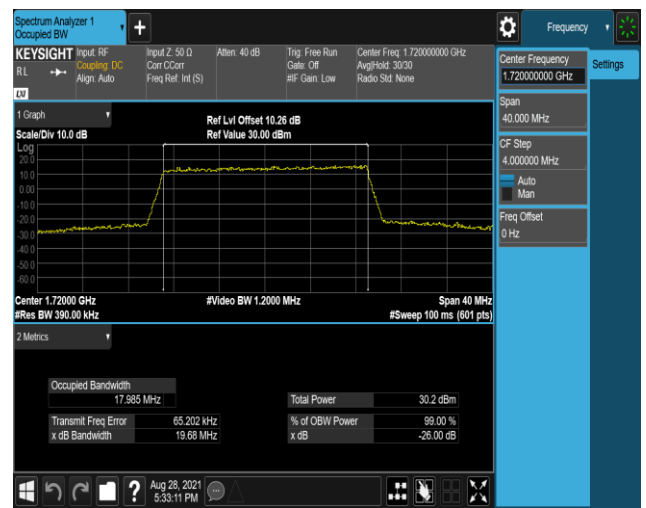 Spectrum Analyzer 1
Occupied BW
+
Frequency
KEYSIGHT
RL
LXI
Input: RF
Coupling: DC
Align: Auto
Input Z: 50 Ω
Corr CCorr
Freq Ref: Int (S)
Atten: 40 dB
Trig: Free Run
Gate: Off
#IF Gain: Low
Center Freq: 1.720000000 GHz
Avg|Hold: 30/30
Radio Std: None
Center Frequency
1.720000000 GHz
Settings
Span
40.000 MHz
CF Step
4.000000 MHz
Auto
Man
Freq Offset
0 Hz
1 Graph
Scale/Div 10.0 dB
Ref Lvl Offset 10.26 dB
Ref Value 30.00 dBm
Log
20.0
10.0
0.00
-10.0
-20.0
-30.0
-40.0
-50.0
-60.0
Center 1.72000 GHz
#Res BW 390.00 kHz
#Video BW 1.2000 MHz
Span 40 MHz
#Sweep 100 ms (601 pts)
2 Metrics
Occupied Bandwidth
17.985 MHz
Total Power 30.2 dBm
Transmit Freq Error 65.202 kHz
% of OBW Power 99.00 %
x dB Bandwidth 19.68 MHz
x dB -26.00 dB
?
Aug 28, 2021
5:33:11 PM